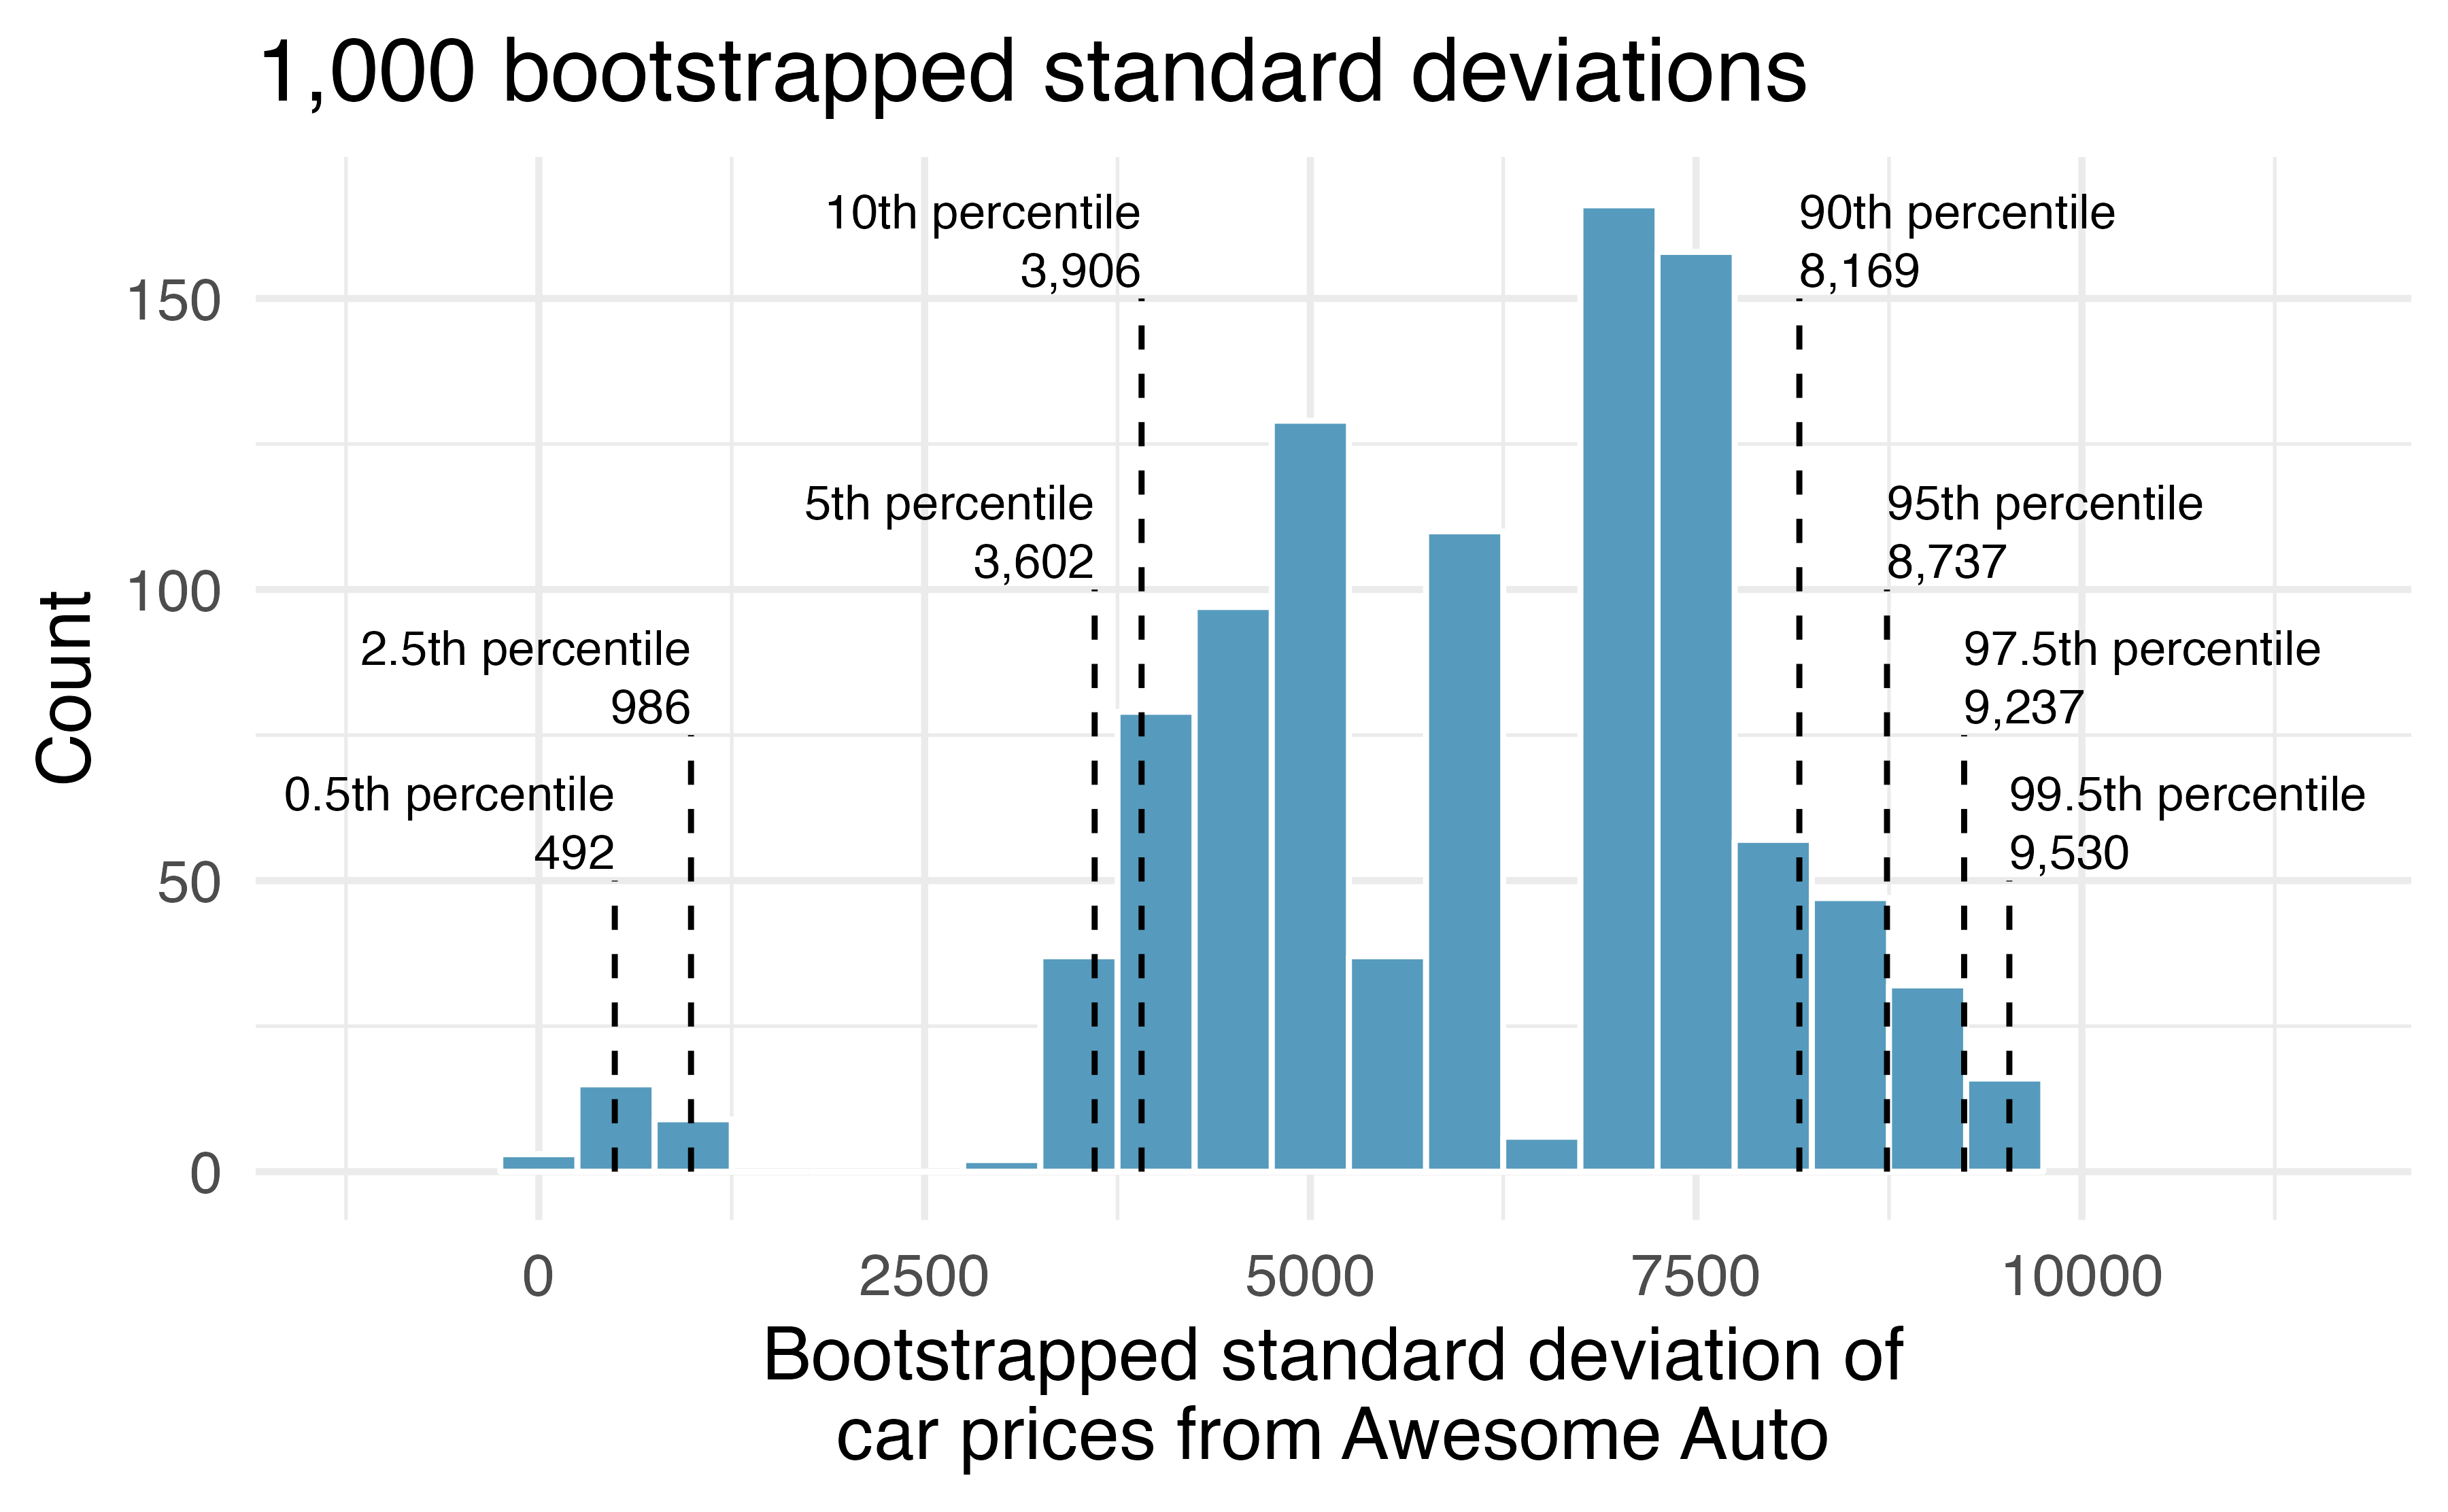 1,000 bootstrapped standard deviations
10th percentile
3,906
90th percentile
8,169
150
5th percentile
3,602
95th percentile
8,737
100
2.5th percentile
986
97.5th percentile
9,237
0.5th percentile
492
99.5th percentile
9,530
50
0
Count
0
2500
5000
7500
10000
Bootstrapped standard deviation of
car prices from Awesome Auto